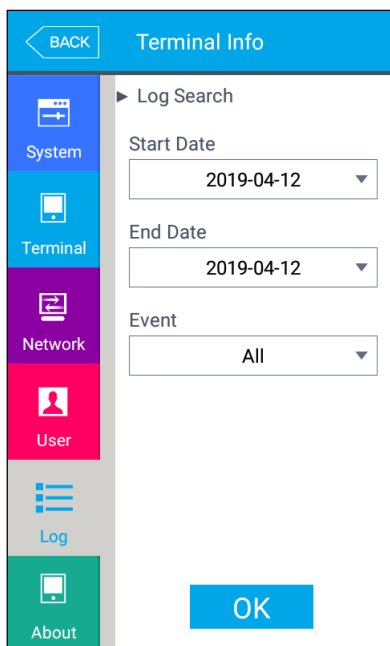 BACK
Terminal Info
System
Terminal
Network
User
Log
About
► Log Search
Start Date
2019-04-12
End Date
2019-04-12
Event
All
OK